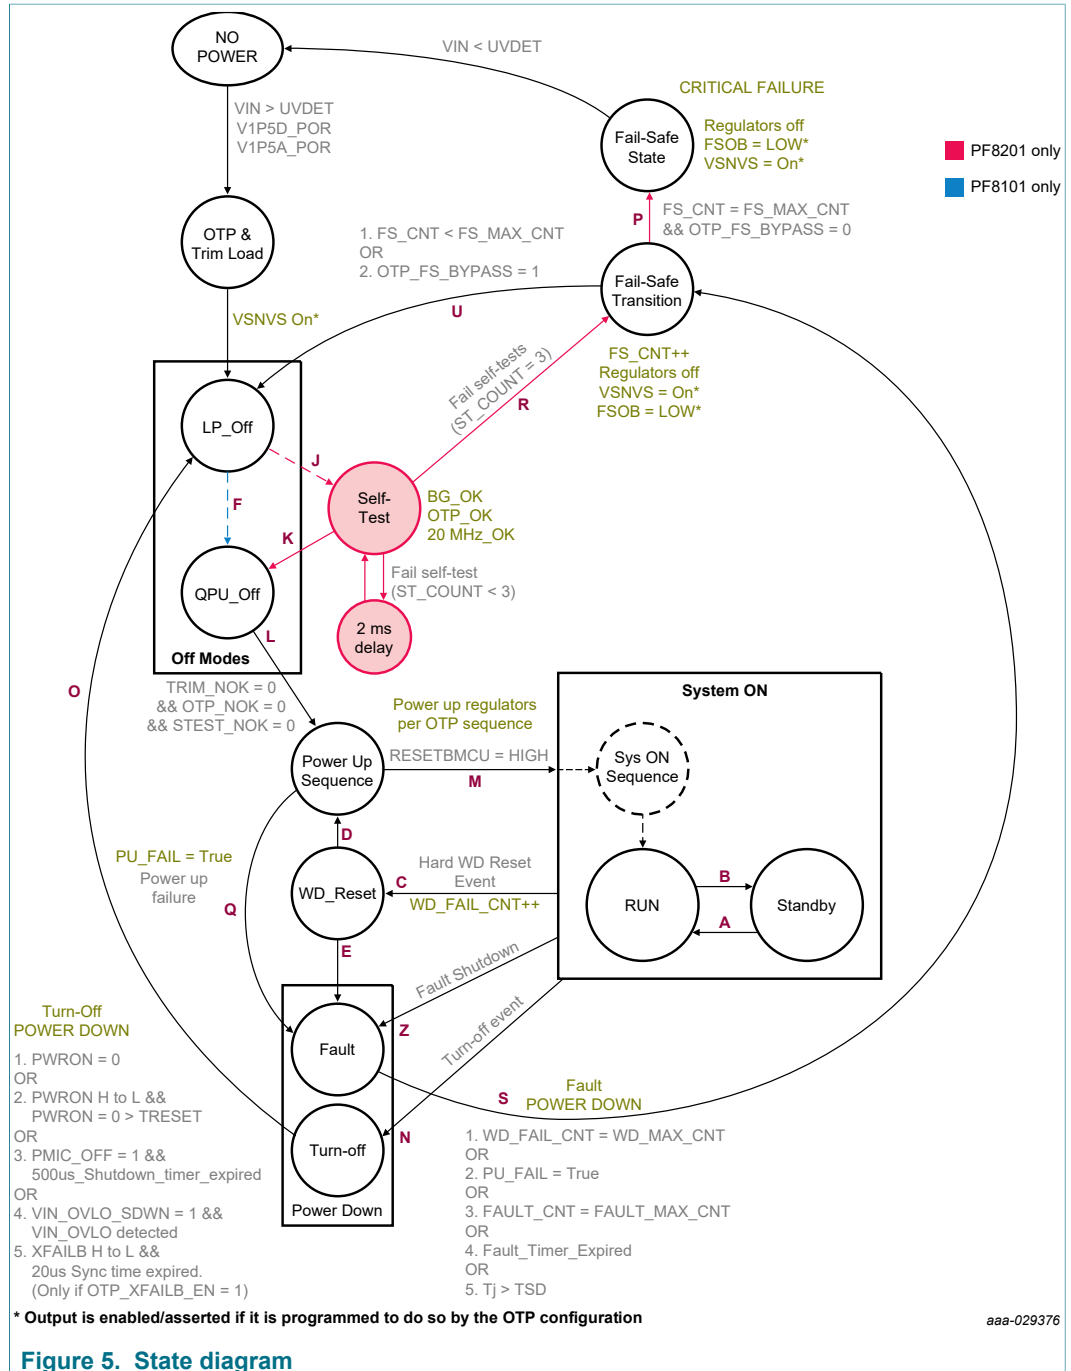 NO
POWER
VIN < UVDET
VIN > UVDET
V1P5D_POR
V1P5A_POR
CRITICAL FAILURE
Fail-Safe
State
Regulators off
FSOB = LOW*
VSNVS = On*
PF8201 only
PF8101 only
P
FS_CNT = FS_MAX_CNT
&& OTP_FS_BYPASS = 0
OTP &
Trim Load
1. FS_CNT < FS_MAX_CNT
OR
2. OTP_FS_BYPASS = 1
Fail-Safe
Transition
U
VSNVS On*
FS_CNT++
Regulators off
VSNVS = On*
FSOB = LOW*
Fail self-tests
(ST_COUNT = 3)
R
LP_Off
J
F
Self-
Test
BG_OK
OTP_OK
20 MHz_OK
K
QPU_Off
Fail self-test
(ST_COUNT < 3)
2 ms
delay
L
Off Modes
O
TRIM_NOK = 0
&& OTP_NOK = 0
&& STEST_NOK = 0
Power up regulators
per OTP sequence
System ON
Power Up
Sequence
RESETBMCU = HIGH
M
Sys ON
Sequence
D
PU_FAIL = True
Power up
failure
Q
WD_Reset
C
Hard WD Reset
Event
WD_FAIL_CNT++
RUN
B
A
Standby
E
Fault Shutdown
Z
Turn-off event
Fault
Turn-Off
POWER DOWN
1. PWRON = 0
OR
2. PWRON H to L &&
PWRON = 0 > TRESET
OR
3. PMIC_OFF = 1 &&
500us_Shutdown_timer_expired
OR
4. VIN_OVLO_SDWN = 1 &&
VIN_OVLO detected
5. XFAILB H to L &&
20us Sync time expired.
(Only if OTP_XFAILB_EN = 1)
S
Fault
POWER DOWN
N
Turn-off
Power Down
1. WD_FAIL_CNT = WD_MAX_CNT
OR
2. PU_FAIL = True
OR
3. FAULT_CNT = FAULT_MAX_CNT
OR
4. Fault_Timer_Expired
OR
5. Tj > TSD
* Output is enabled/asserted if it is programmed to do so by the OTP configuration
aaa-029376
Figure 5. State diagram